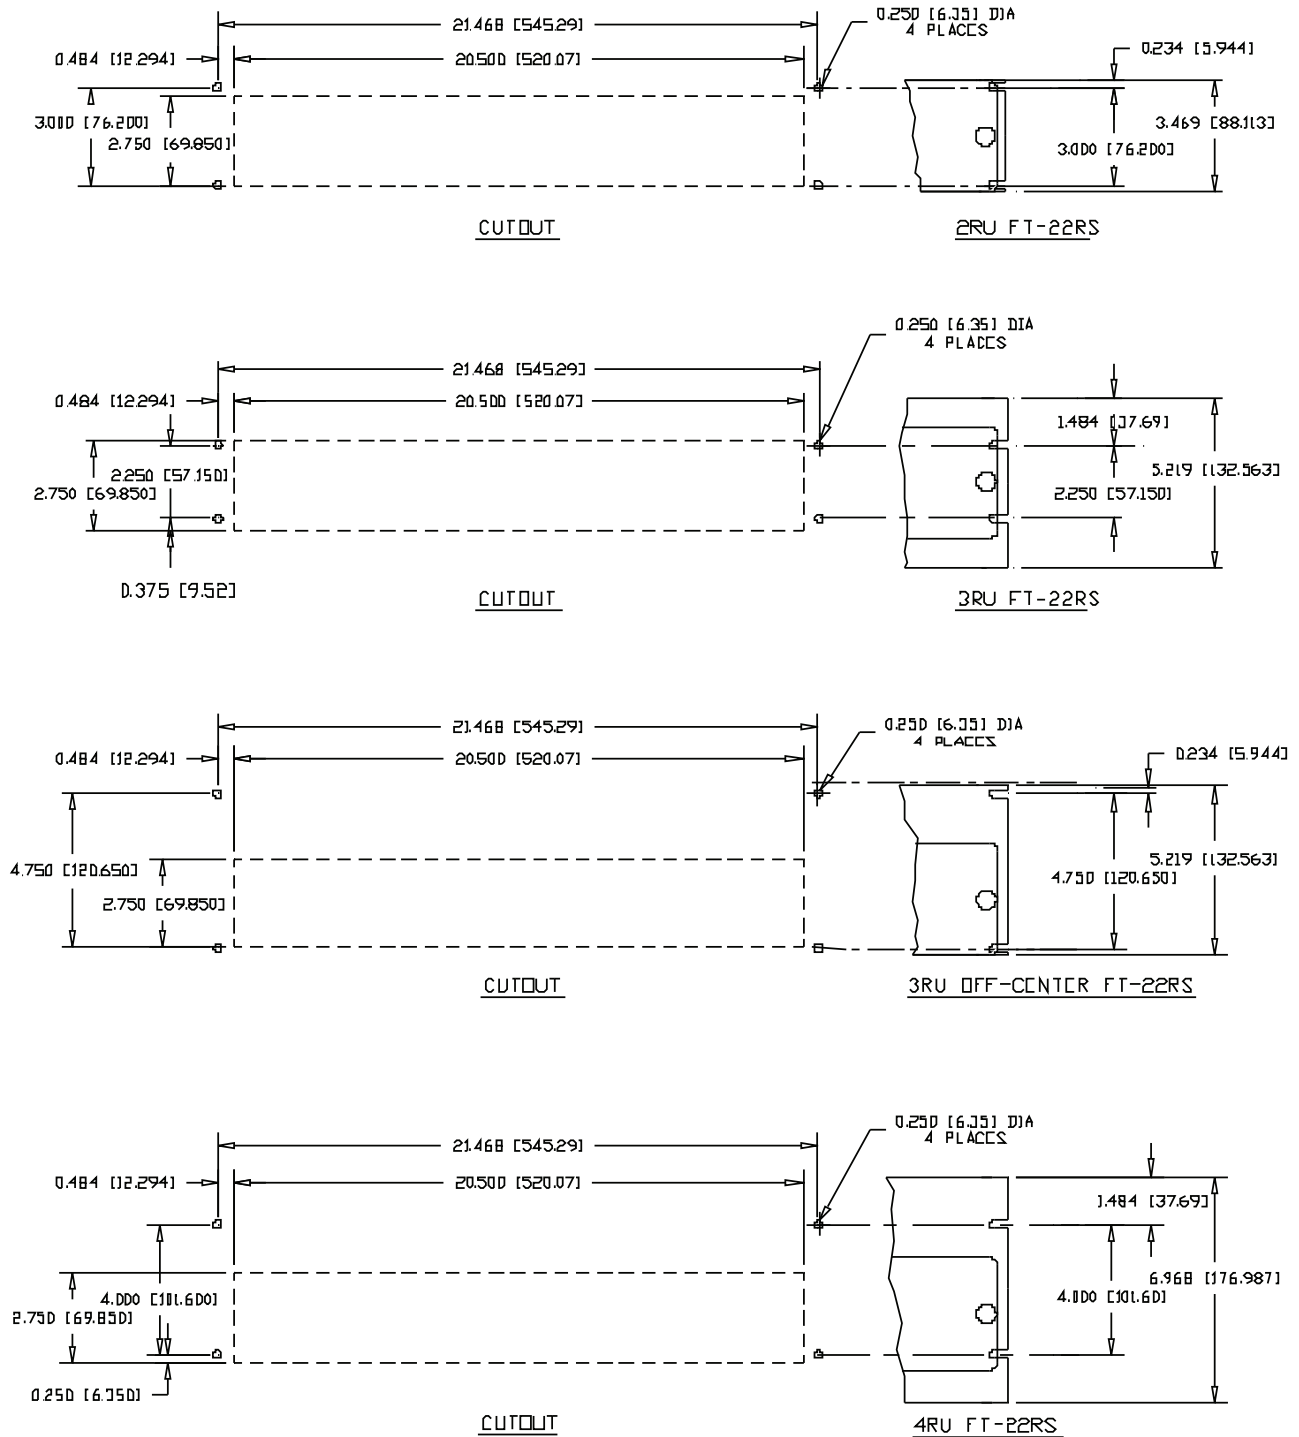 21.468 [545.29]
0.250 [6.35] DIA
4 PLACES
0.484 [12.294]
20.500 [520.07]
0.234 [5.944]
3.000 [76.200]
2.750 [69.850]
3.469 [88.113]
3.000 [76.200]
CUTOUT
2RU FT-22RS
0.250 [6.35] DIA
4 PLACES
21.468 [545.29]
0.484 [12.294]
20.500 [520.07]
1.484 [37.69]
2.250 [57.150]
2.750 [69.850]
5.219 [132.563]
2.250 [57.150]
0.375 [9.52]
CUTOUT
3RU FT-22RS
21.468 [545.29]
0.250 [6.35] DIA
4 PLACES
0.484 [12.294]
20.500 [520.07]
0.234 [5.944]
4.750 [120.650]
2.750 [69.850]
5.219 [132.563]
4.750 [120.650]
CUTOUT
3RU OFF-CENTER FT-22RS
0.250 [6.35] DIA
4 PLACES
21.468 [545.29]
0.484 [12.294]
20.500 [520.07]
1.484 [37.69]
4.000 [101.600]
2.750 [69.850]
6.968 [176.987]
4.000 [101.60]
0.250 [6.350]
CUTOUT
4RU FT-22RS